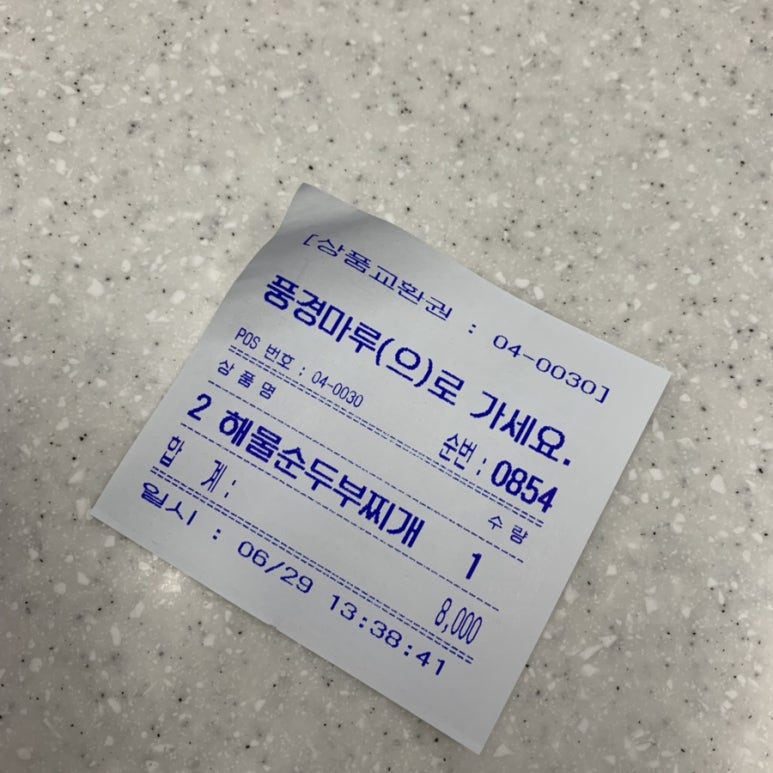 [상품교환권 : 04-0030]
풍경마루(으)로 가세요.
POS 번호 : 04-0030 순번 : 0854
상 품 명 수 량
2 해물순두부찌개 1
합 계 : 8,000
일시 : 06/29 13:38:41